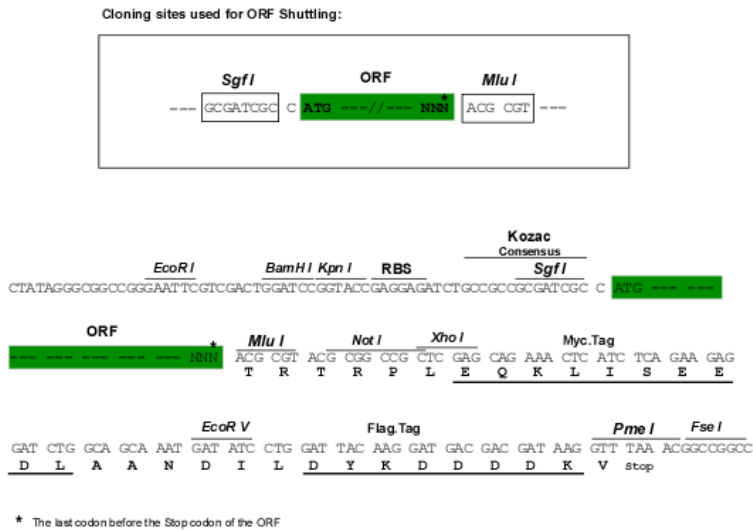 Cloning sites used for ORF Shuttling:
Sgf I ORF Mlu I
*
--- GCGATCGC C ATG ---//--- NNN ACG CGT ---
Kozac
Consensus
EcoR I BamH I Kpn I RBS Sgf I
CTATAGGGCGGCCGGGAATTCGTCGACTGGATCCGGTACCGAGGAGATCTGCCGCCGCGATCGC C ATG --- ---
ORF * Mlu I Not I Xho I Myc.Tag
--- --- --- --- --- NNN ACG CGT ACG CGG CCG CTC GAG CAG AAA CTC ATC TCA GAA GAG
T R T R P L E Q K L I S E E
EcoR V Flag.Tag Pme I Fse I
GAT CTG GCA GCA AAT GAT ATC CTG GAT TAC AAG GAT GAC GAC GAT AAG GTT TAA ACGGCCGGCC
D L A A N D I L D Y K D D D D K V Stop
* The last codon before the Stop codon of the ORF